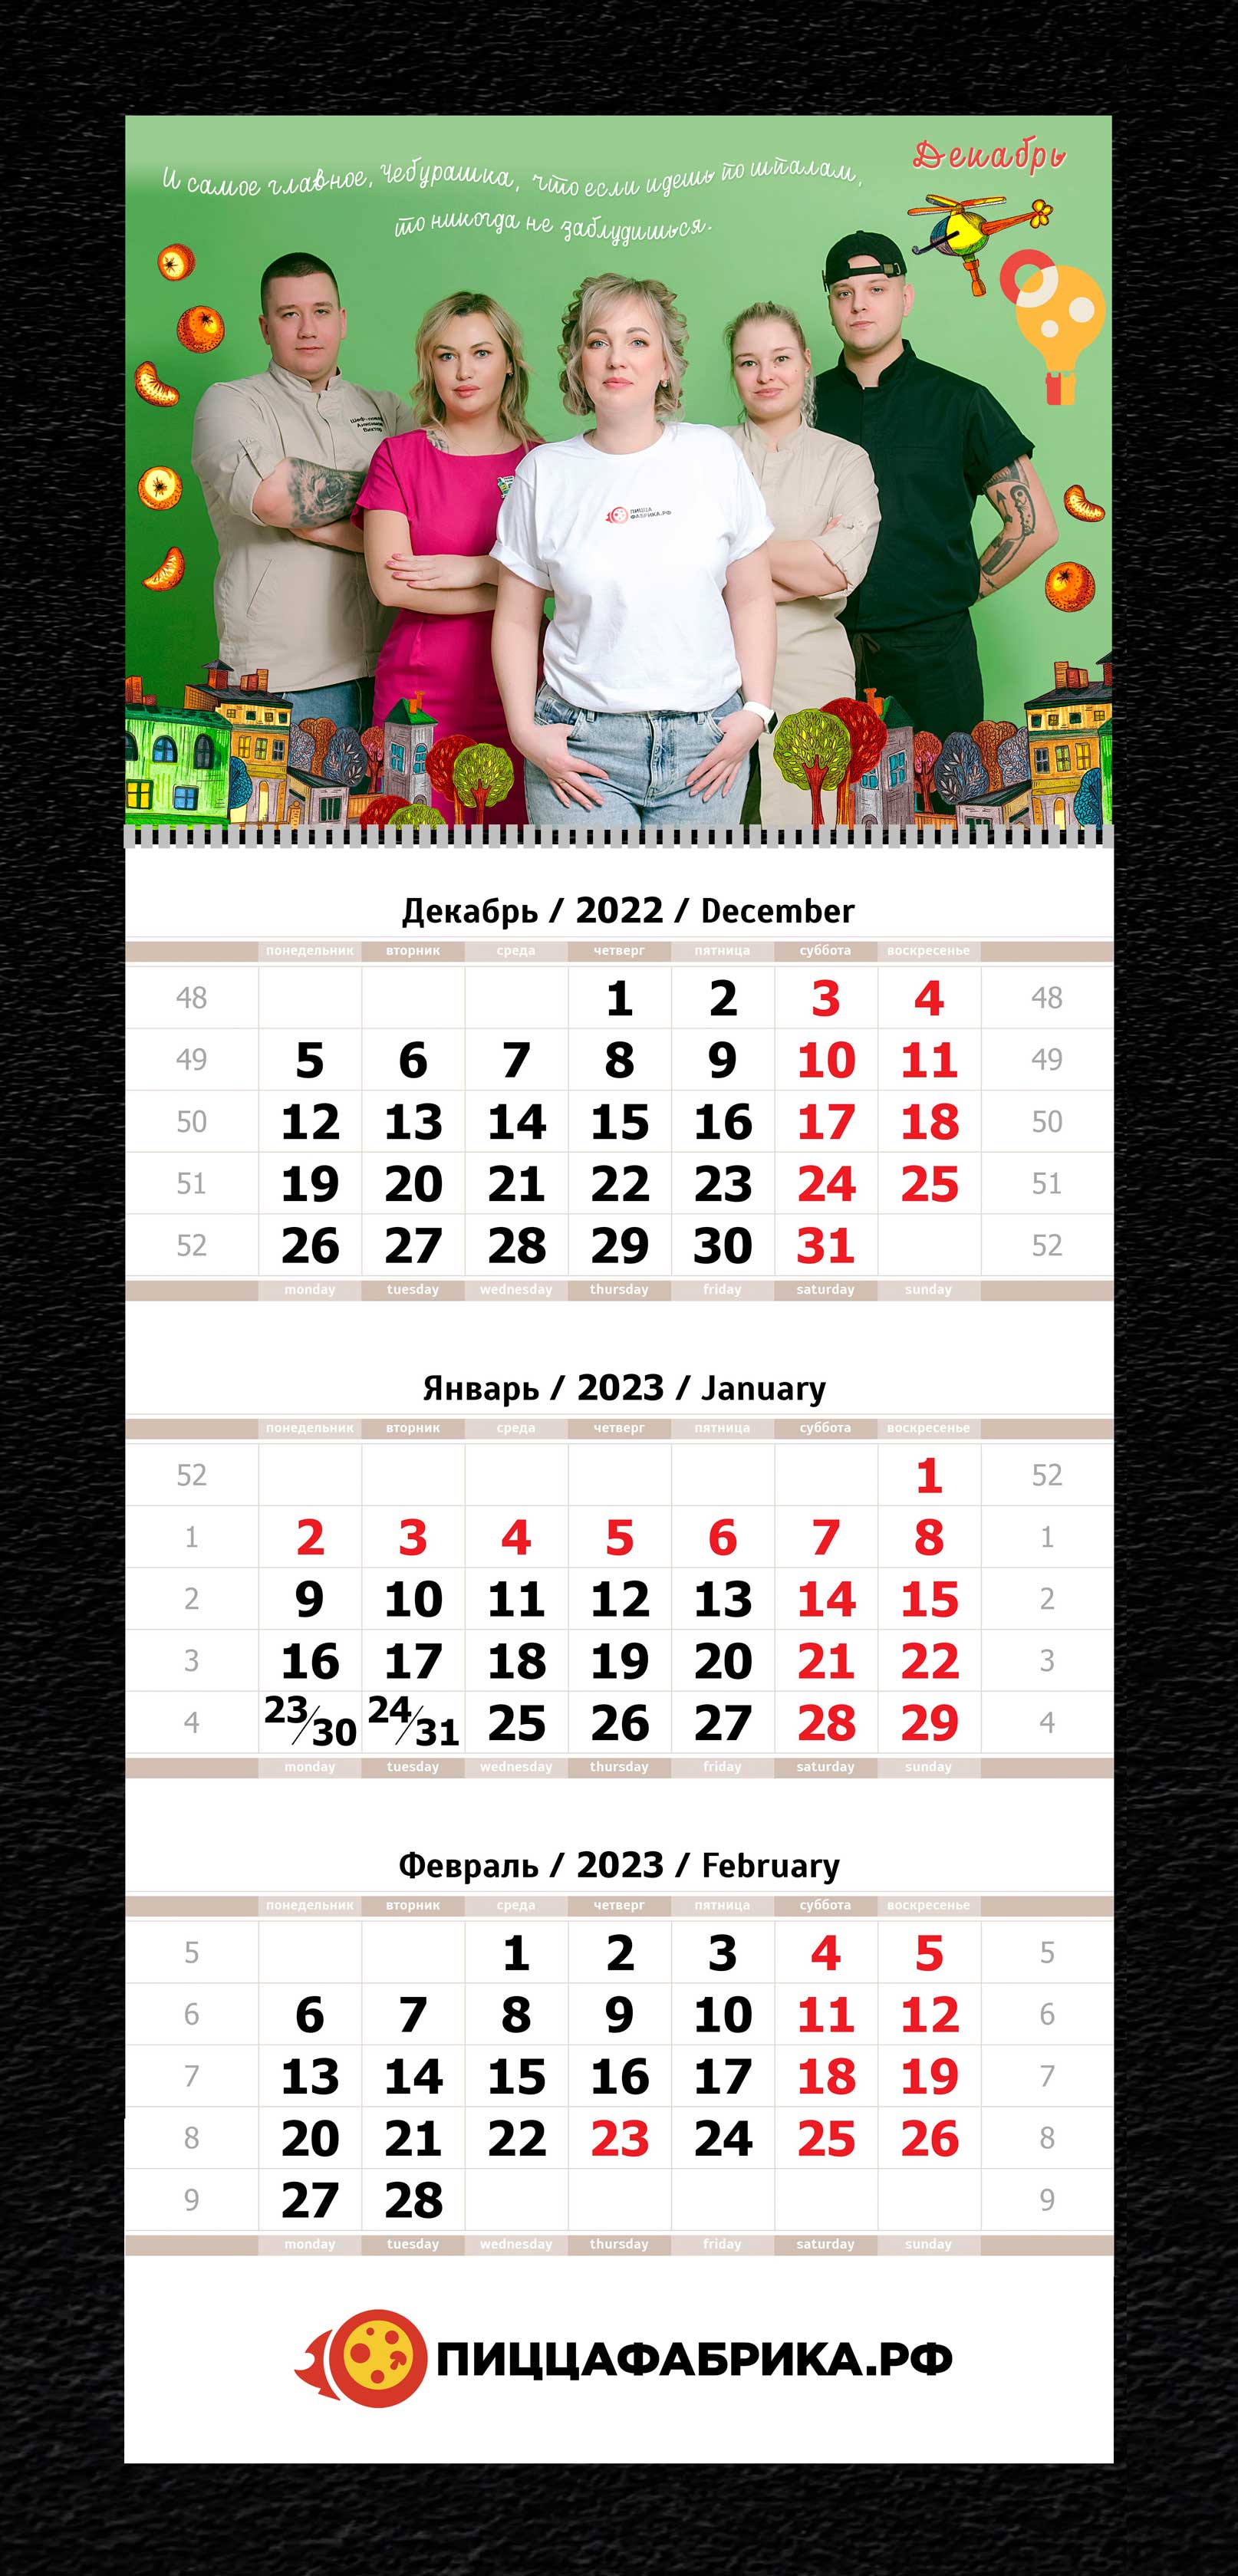 Декабрь
И самое главное, Чебурашка, что если идешь по шпалам,
то никогда не заблудишься.
Шеф-повар
Виктор
ПИЦЦА
ФАБРИКА.РФ
Декабрь / 2022 / December
понедельник вторник среда четверг пятница суббота воскресенье
48 1 2 3 4 48
49 5 6 7 8 9 10 11 49
50 12 13 14 15 16 17 18 50
51 19 20 21 22 23 24 25 51
52 26 27 28 29 30 31 52
monday tuesday wednesday thursday friday saturday sunday
Январь / 2023 / January
понедельник вторник среда четверг пятница суббота воскресенье
52 1 52
1 2 3 4 5 6 7 8 1
2 9 10 11 12 13 14 15 2
3 16 17 18 19 20 21 22 3
4 23/30 24/31 25 26 27 28 29 4
monday tuesday wednesday thursday friday saturday sunday
Февраль / 2023 / February
понедельник вторник среда четверг пятница суббота воскресенье
5 1 2 3 4 5 5
6 6 7 8 9 10 11 12 6
7 13 14 15 16 17 18 19 7
8 20 21 22 23 24 25 26 8
9 27 28 9
monday tuesday wednesday thursday friday saturday sunday
ПИЦЦАФАБРИКА.РФ